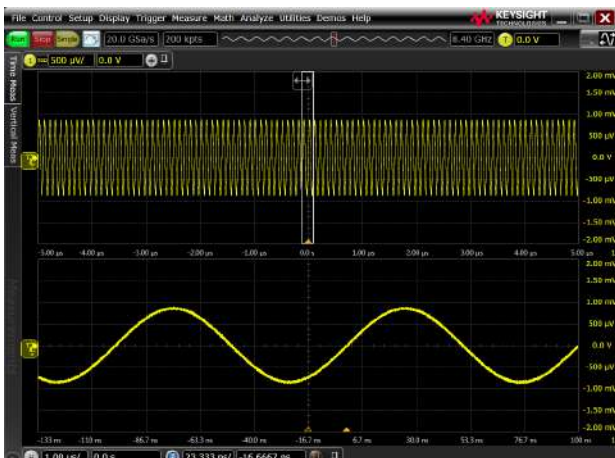 File Control Setup Display Trigger Measure Math Analyze Utilities Demos Help
KEYSIGHT
TECHNOLOGIES
Run Stop Single 20.0 GSa/s 200 kpts 8.40 GHz T 0.0 V
1 500 µV/ 0.0 V
Time Meas
Vertical Meas
2.00 mV
1.50 mV
1.00 mV
500 µV
0.0 V
-500 µV
-1.00 mV
-2.00 mV
-5.00 µs -4.00 µs -3.00 µs -2.00 µs -1.00 µs 0.0 s 1.00 µs 2.00 µs 3.00 µs 4.00 µs 5.00 µs
2.00 mV
1.50 mV
1.00 mV
500 µV
0.0 V
-500 µV
-1.00 mV
-1.50 mV
-2.00 mV
-133 ns -110 ns -86.7 ns -63.3 ns -40.0 ns -16.7 ns 6.7 ns 30.0 ns 53.3 ns 76.7 ns 100 ns
H 1.00 µs/ 0.0 s Z 23.333 ns/ -16.6667 ns